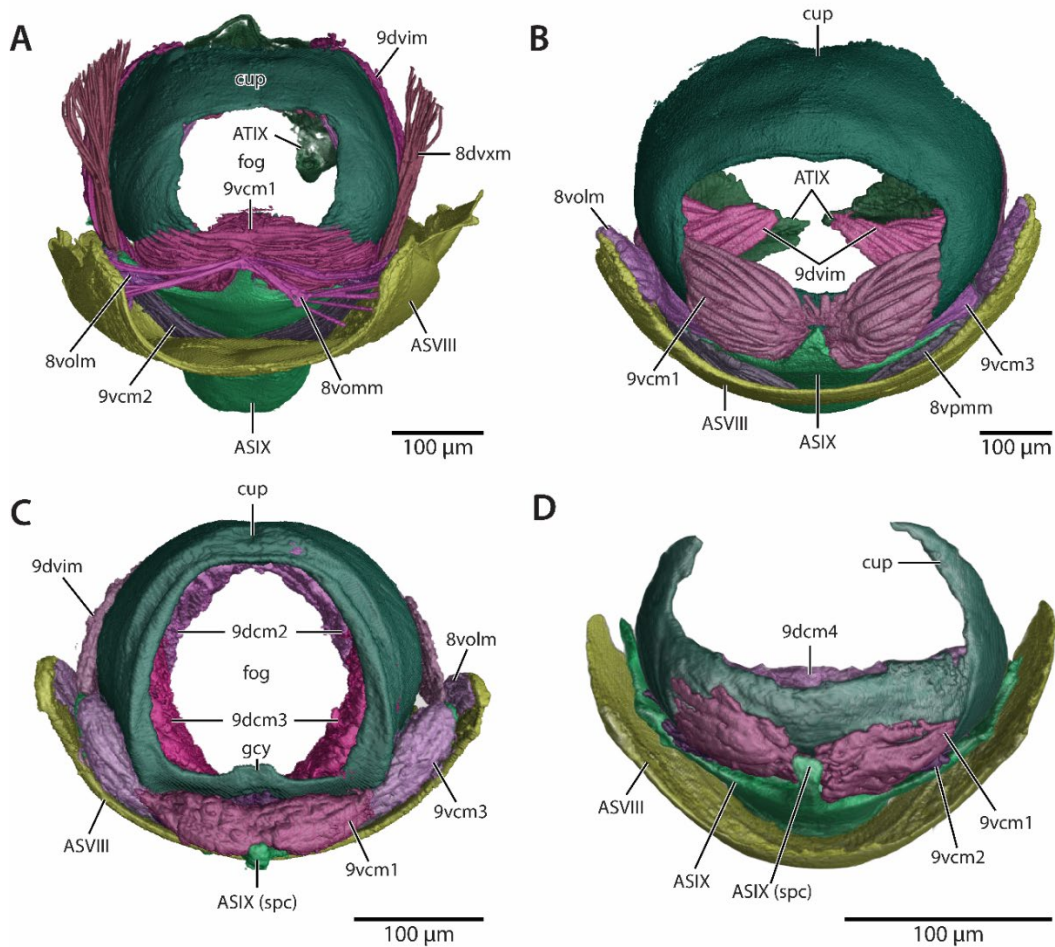 A
9dvim
cup
ATIX
fog
9vcm1
8dvxm
8volm
9vcm2
8vomm
ASVIII
ASIX
100 µm
B
cup
8volm
ATIX
9dvim
9vcm1
ASVIII
ASIX
8vpmm
9vcm3
100 µm
C
cup
9dvim
9dcm2
8volm
fog
9dcm3
gcy
ASVIII
9vcm3
9vcm1
ASIX (spc)
100 µm
D
cup
9dcm4
ASVIII
ASIX
ASIX (spc)
9vcm2
9vcm1
100 µm